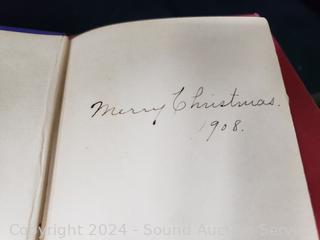 Merry Christmas.
1908.
Copyright 2024 - Sound Auction Service